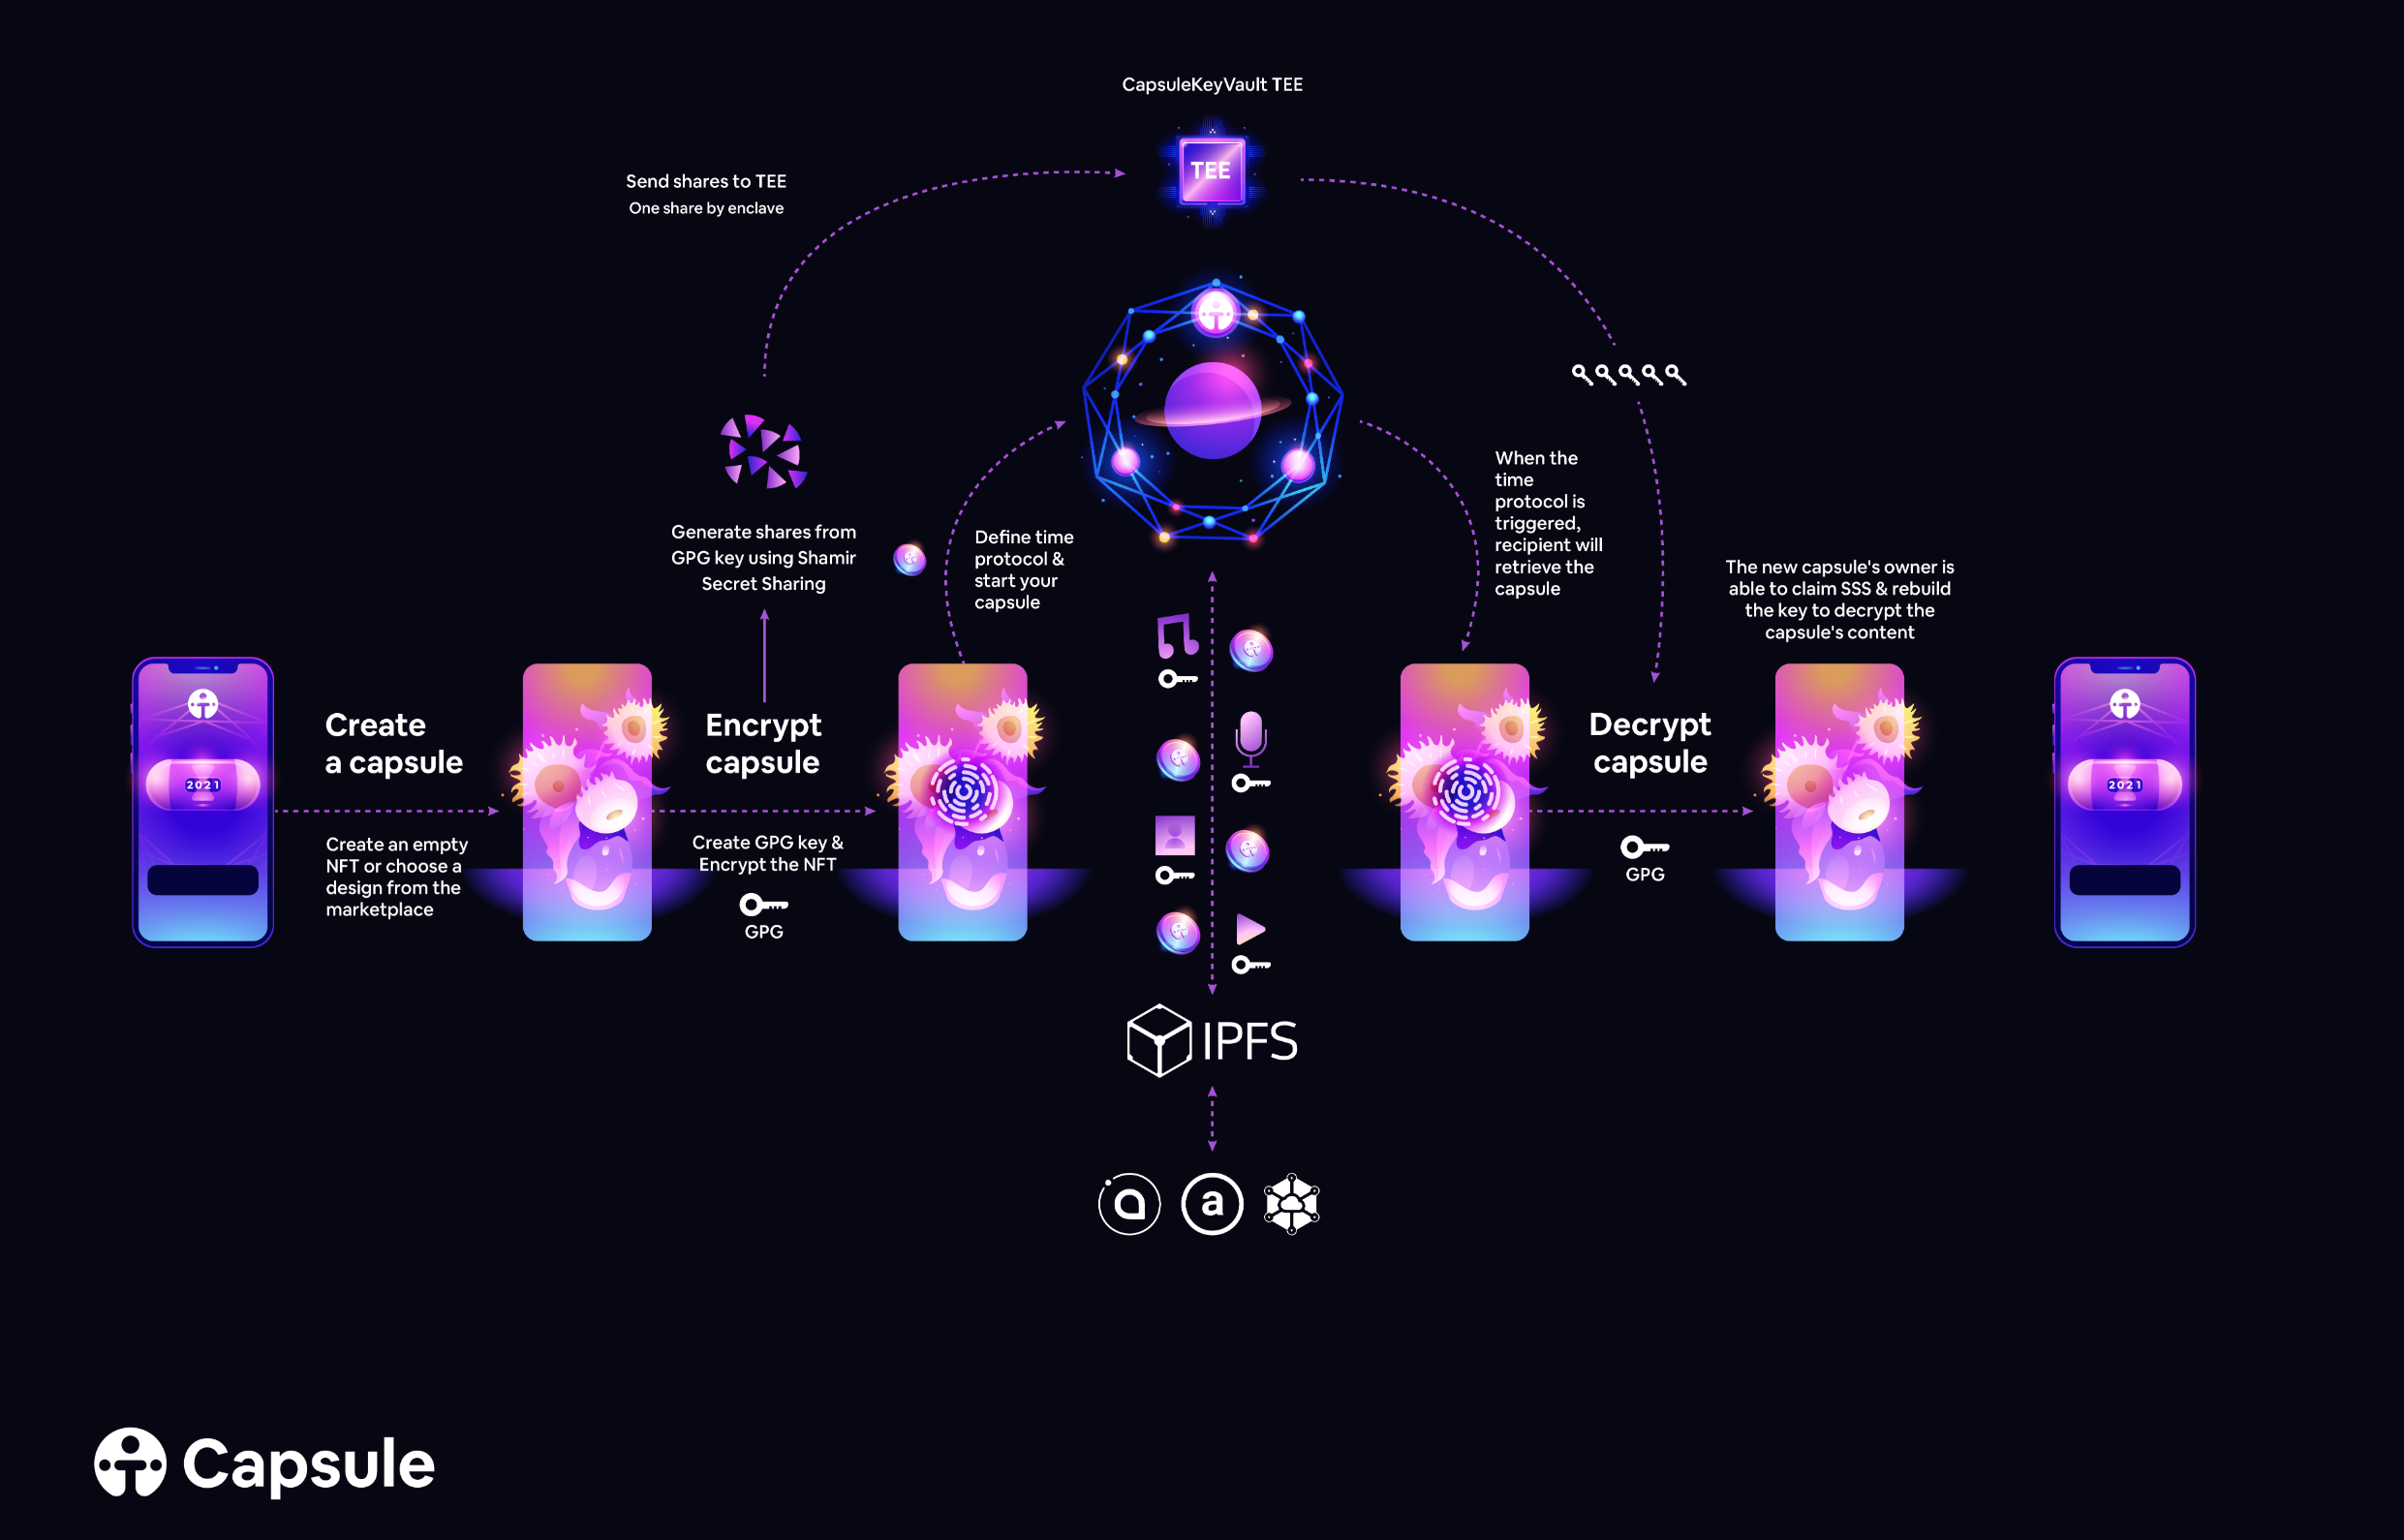 CapsuleKeyVault TEE
TEE
Send shares to TEE
One share by enclave
Generate shares from
GPG key using Shamir
Secret Sharing
Define time
protocol &
start your
capsule
When the
time
protocol is
triggered,
recipient will
retrieve the
capsule
The new capsule's owner is
able to claim SSS & rebuild
the key to decrypt the
capsule's content
2021
Create
a capsule
Create an empty
NFT or choose a
design from the
marketplace
Encrypt
capsule
Create GPG key &
Encrypt the NFT
GPG
Decrypt
capsule
GPG
2021
IPFS
a
Capsule